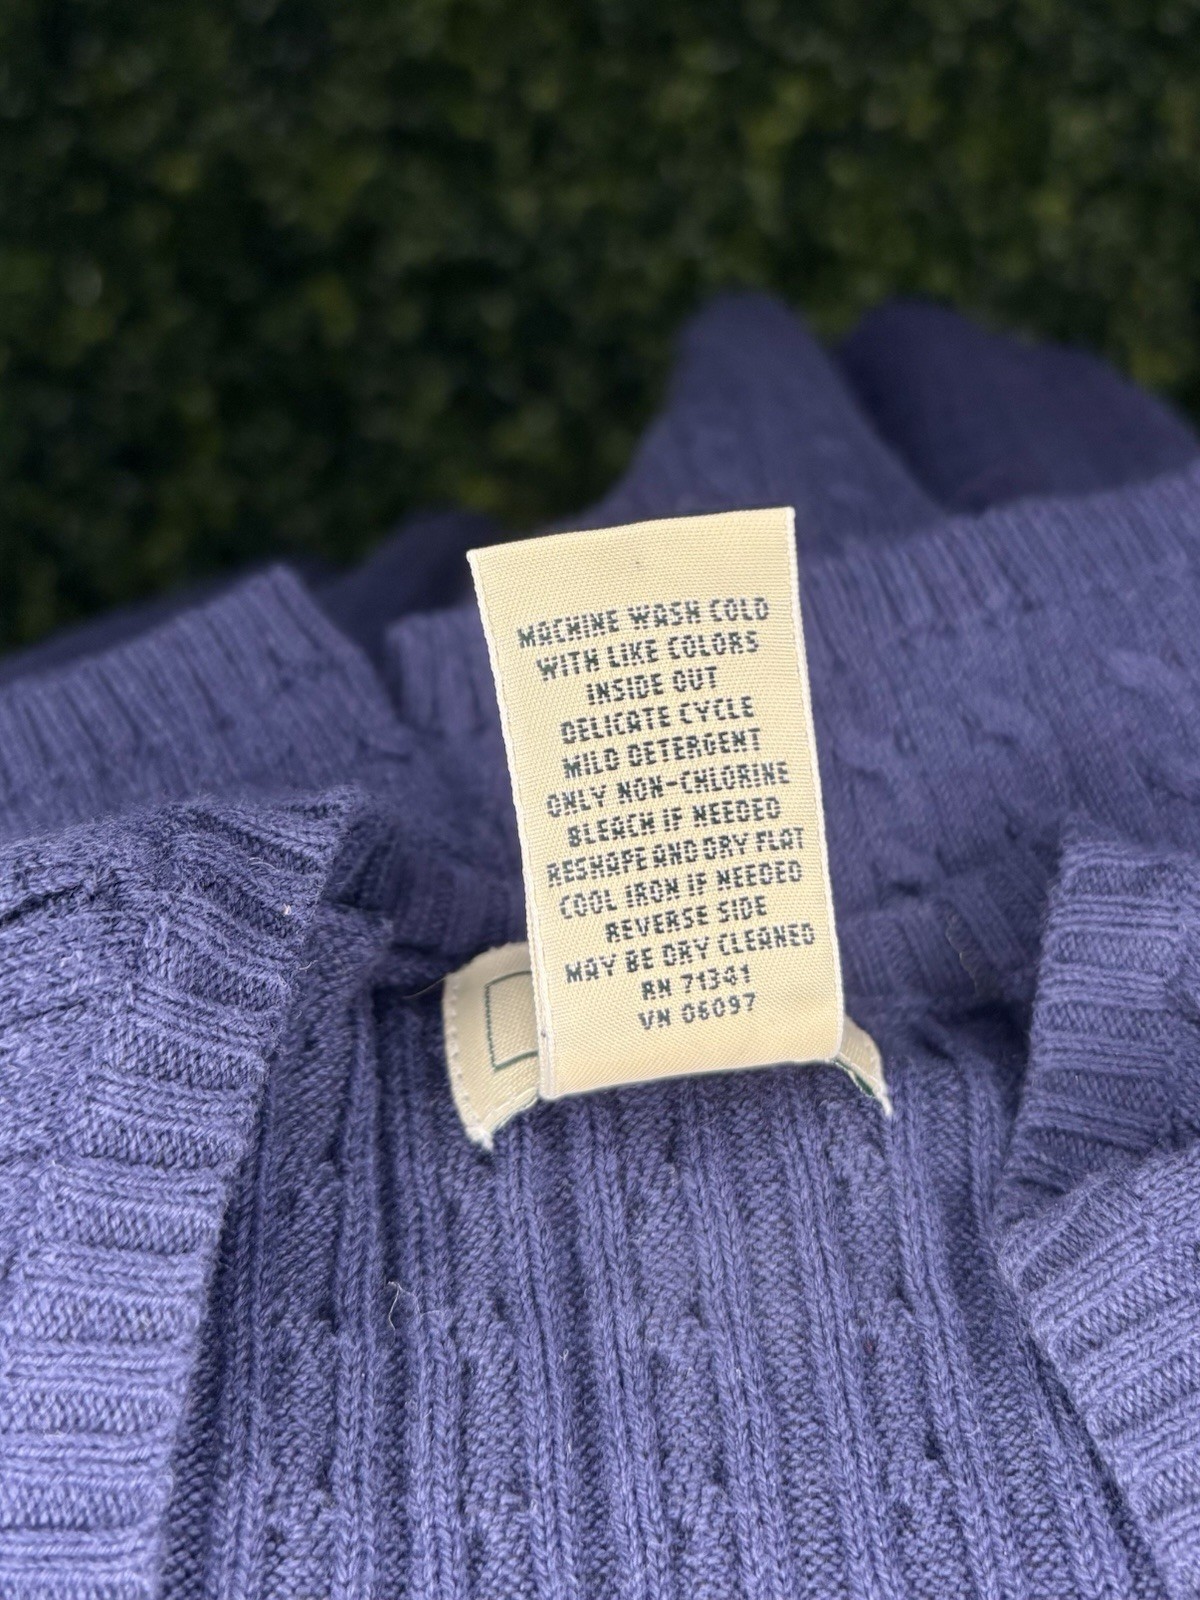 MACHINE WASH COLD
WITH LIKE COLORS
INSIDE OUT
DELICATE CYCLE
MILD DETERGENT
ONLY NON-CHLORINE
BLEACH IF NEEDED
RESHAPE AND DRY FLAT
COOL IRON IF NEEDED
REVERSE SIDE
MAY BE DRY CLEANED
RN 71341
VN 06097